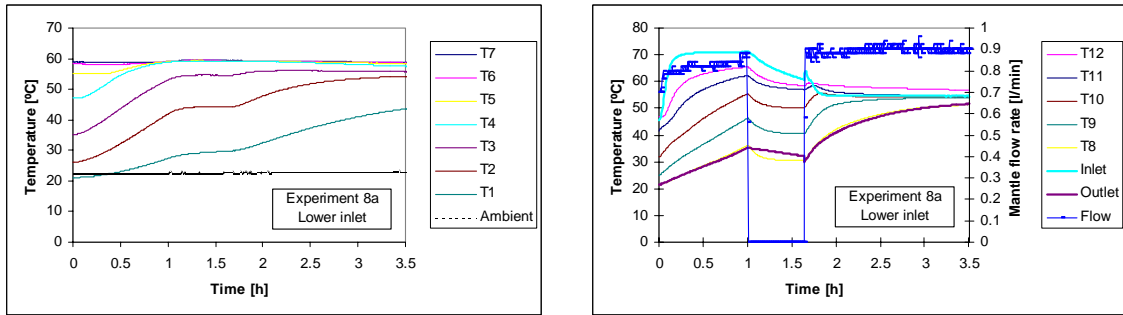 Temperature [ºC]
70
60
50
40
30
20
10
0
0 0.5 1 1.5 2 2.5 3 3.5
Time [h]
Experiment 8a
Lower inlet
T7
T6
T5
T4
T3
T2
T1
Ambient
Temperature [ºC]
80
70
60
50
40
30
20
10
0
0 0.5 1 1.5 2 2.5 3 3.5
Time [h]
Experiment 8a
Lower inlet
1
0.9
0.8
0.7
0.6
0.5
0.4
0.3
0.2
0.1
0
Mantle flow rate [l/min]
T12
T11
T10
T9
T8
Inlet
Outlet
Flow